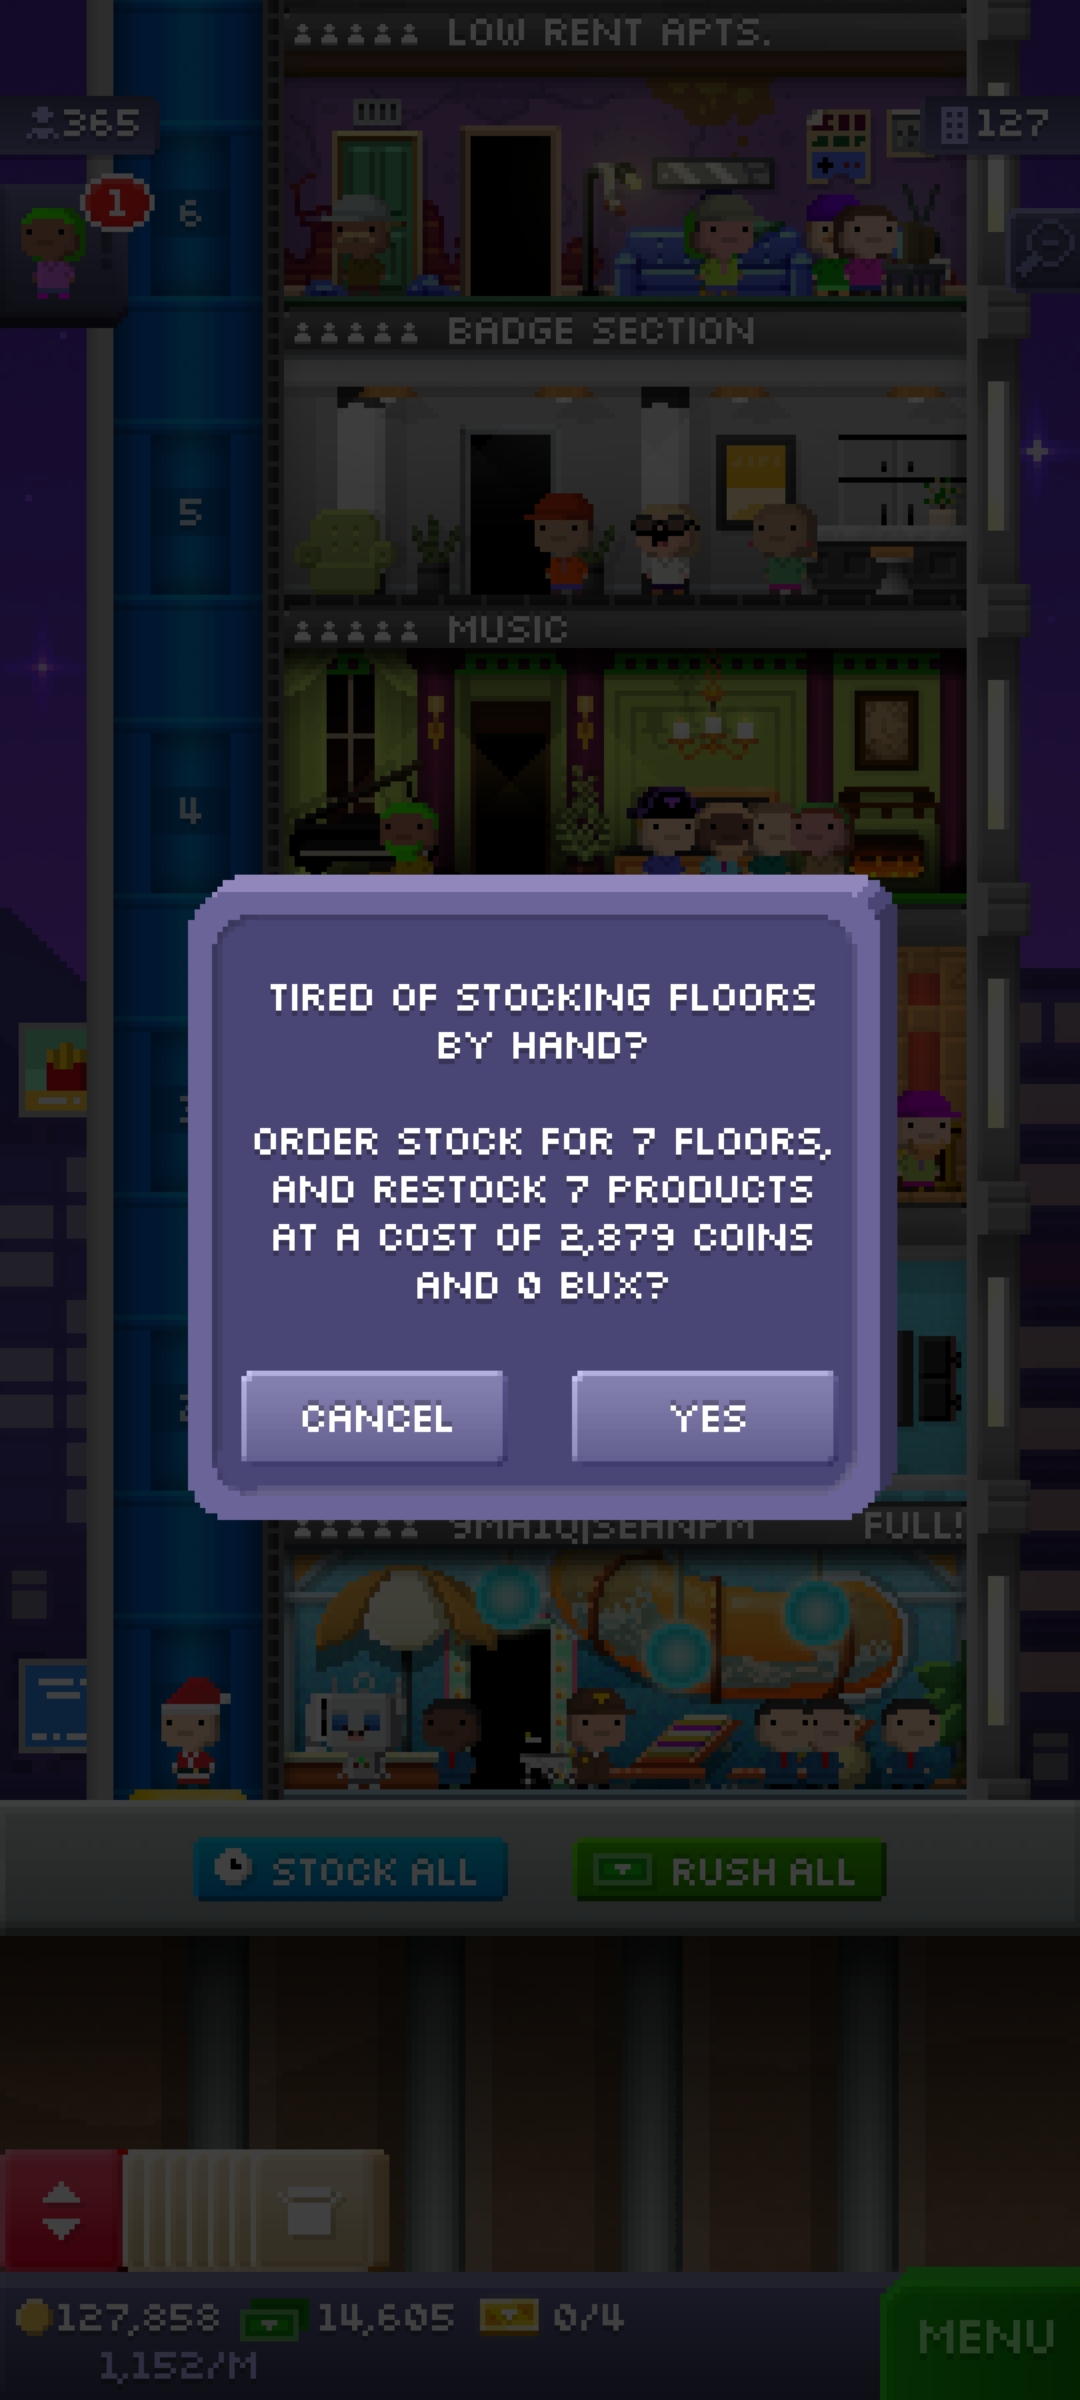 LOW RENT APTS.
365
127
1
6
BADGE SECTION
5
MUSIC
4
TIRED OF STOCKING FLOORS
BY HAND?
ORDER STOCK FOR 7 FLOORS,
AND RESTOCK 7 PRODUCTS
AT A COST OF 2,879 COINS
AND 0 BUX?
CANCEL
YES
FULL!
STOCK ALL
RUSH ALL
127,858
14,605
0/4
1,152/M
MENU